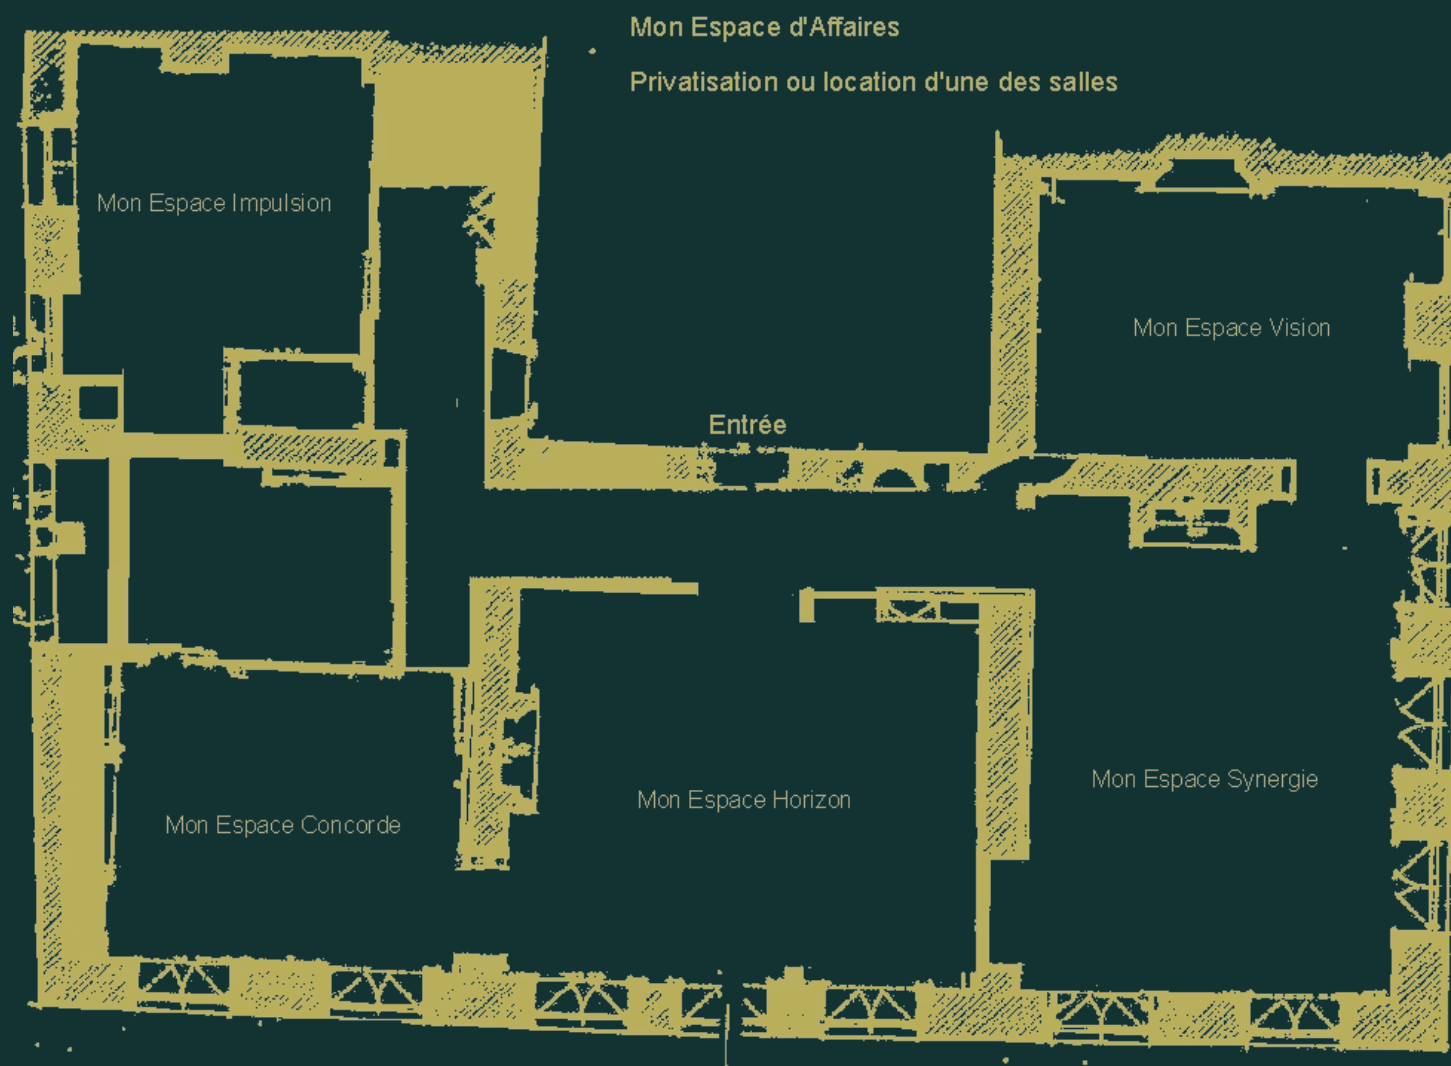 Mon Espace d'Affaires
Privatisation ou location d'une des salles
Mon Espace Impulsion
Mon Espace Vision
Entrée
Mon Espace Synergie
Mon Espace Horizon
Mon Espace Concorde